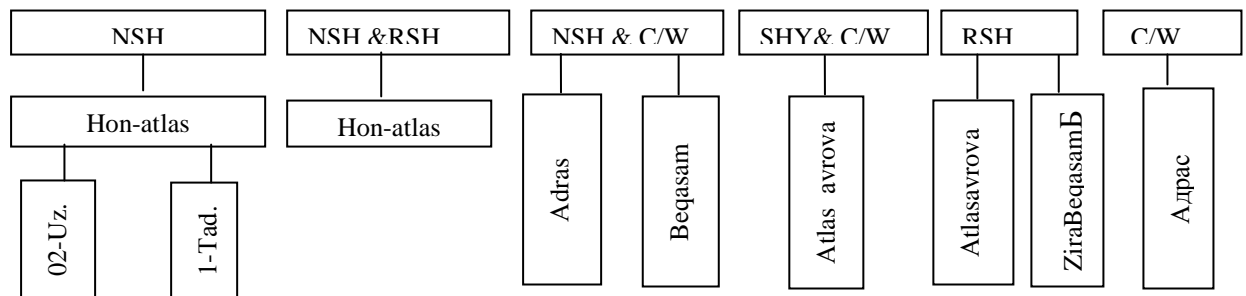 NSH
NSH &RSH
NSH & C/W
SHY& C/W
RSH
C/W
Hon-atlas
Hon-atlas
Adras
Beqasam
Atlas avrova
Atlasavrova
ZiraBeqasamБ
Адрас
02-Uz.
1-Tad.